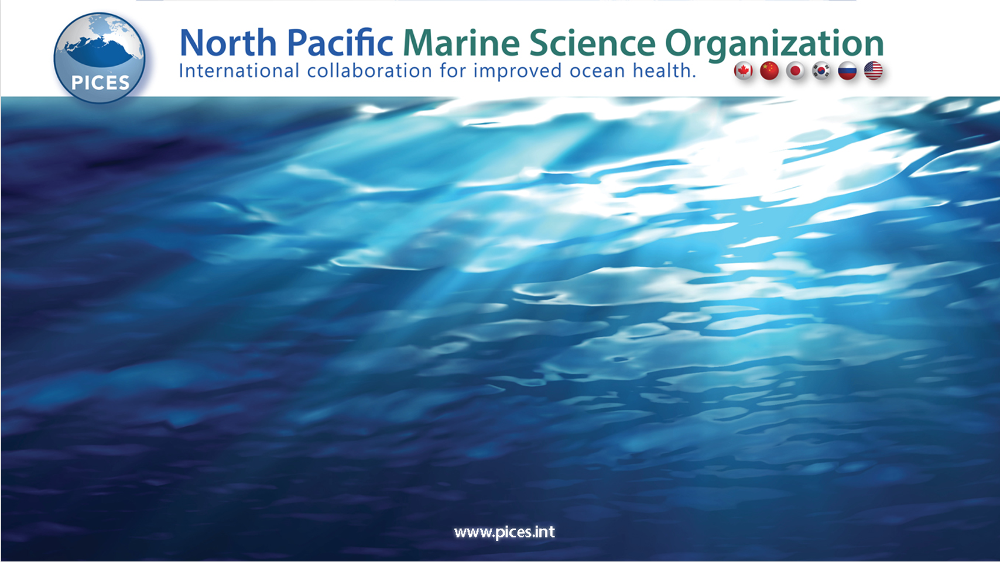 PICES
North Pacific Marine Science Organization
International collaboration for improved ocean health.
www.pices.int